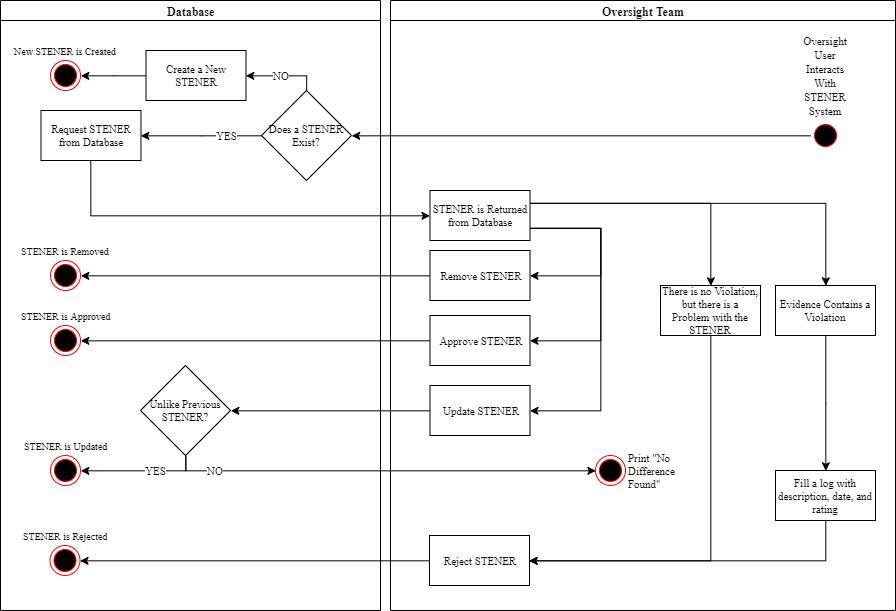 Database
Oversight Team
New STENER is Created
Create a New
STENER
NO
Oversight
User
Interacts
With
STENER
System
Request STENER
from Database
YES
Does a STENER
Exist?
STENER is Returned
from Database
STENER is Removed
Remove STENER
There is no Violation,
but there is a
Problem with the
STENER
Evidence Contains a
Violation
STENER is Approved
Approve STENER
Unlike Previous
STENER?
Update STENER
STENER is Updated
YES
NO
Print "No
Difference
Found"
Fill a log with
description, date, and
rating
STENER is Rejected
Reject STENER